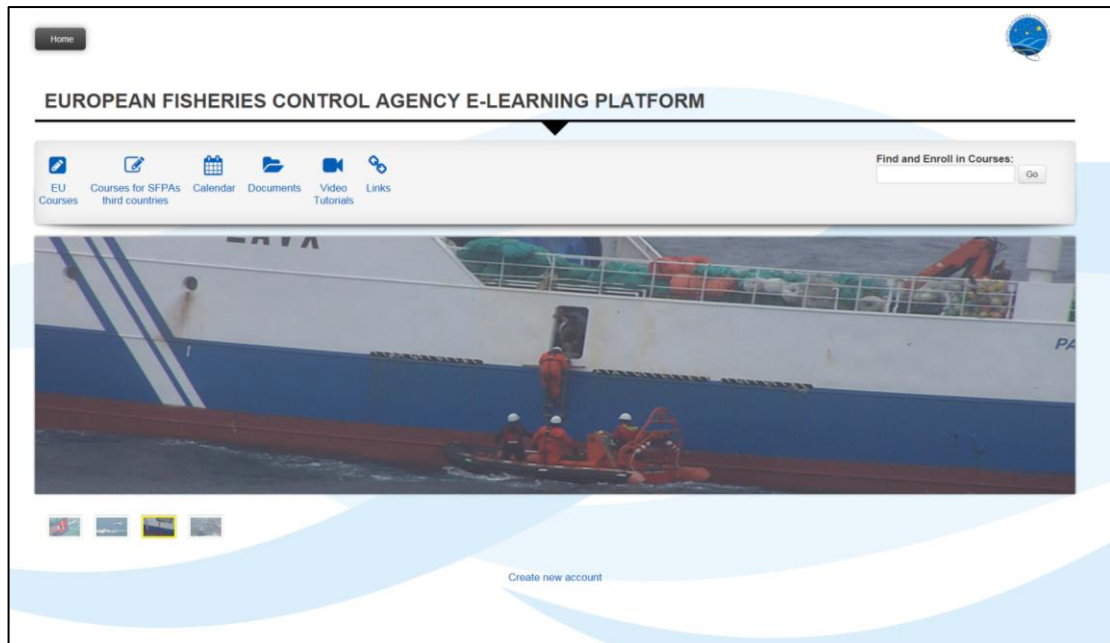 Home
EUROPEAN FISHERIES CONTROL AGENCY E-LEARNING PLATFORM
EU
Courses
Courses for SFPAs
third countries
Calendar
Documents
Video
Tutorials
Links
Find and Enroll in Courses:
Go
PA
Create new account